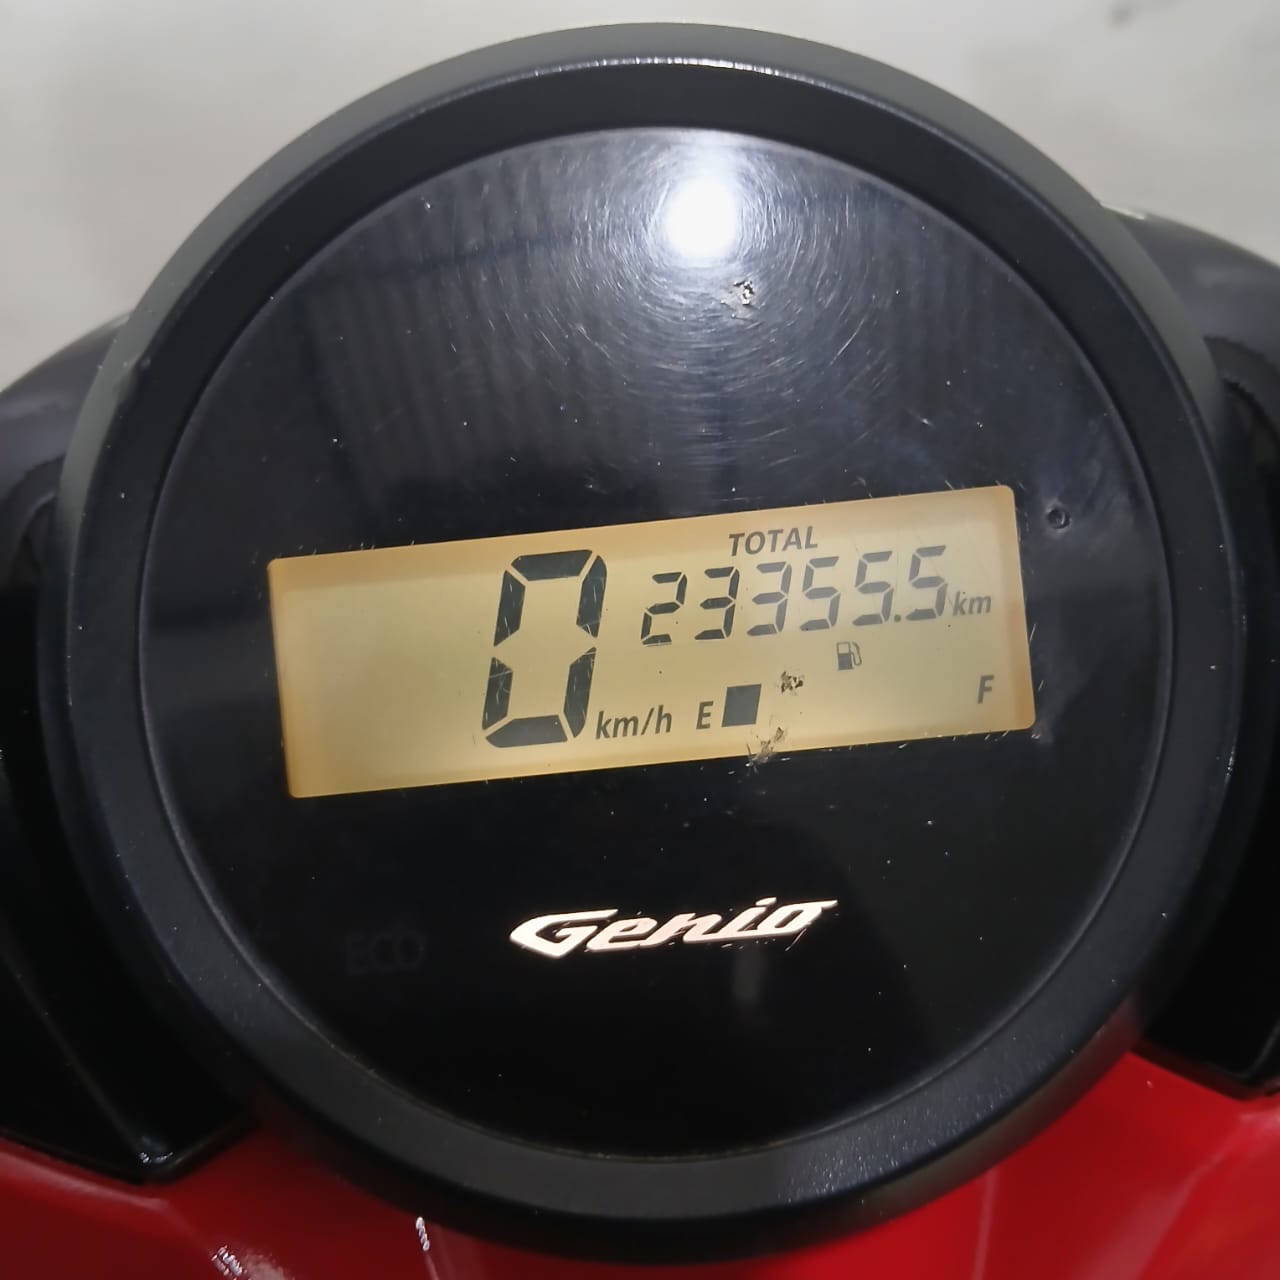 TOTAL
0 km/h 23355.5 km
E F
Genio
ECO